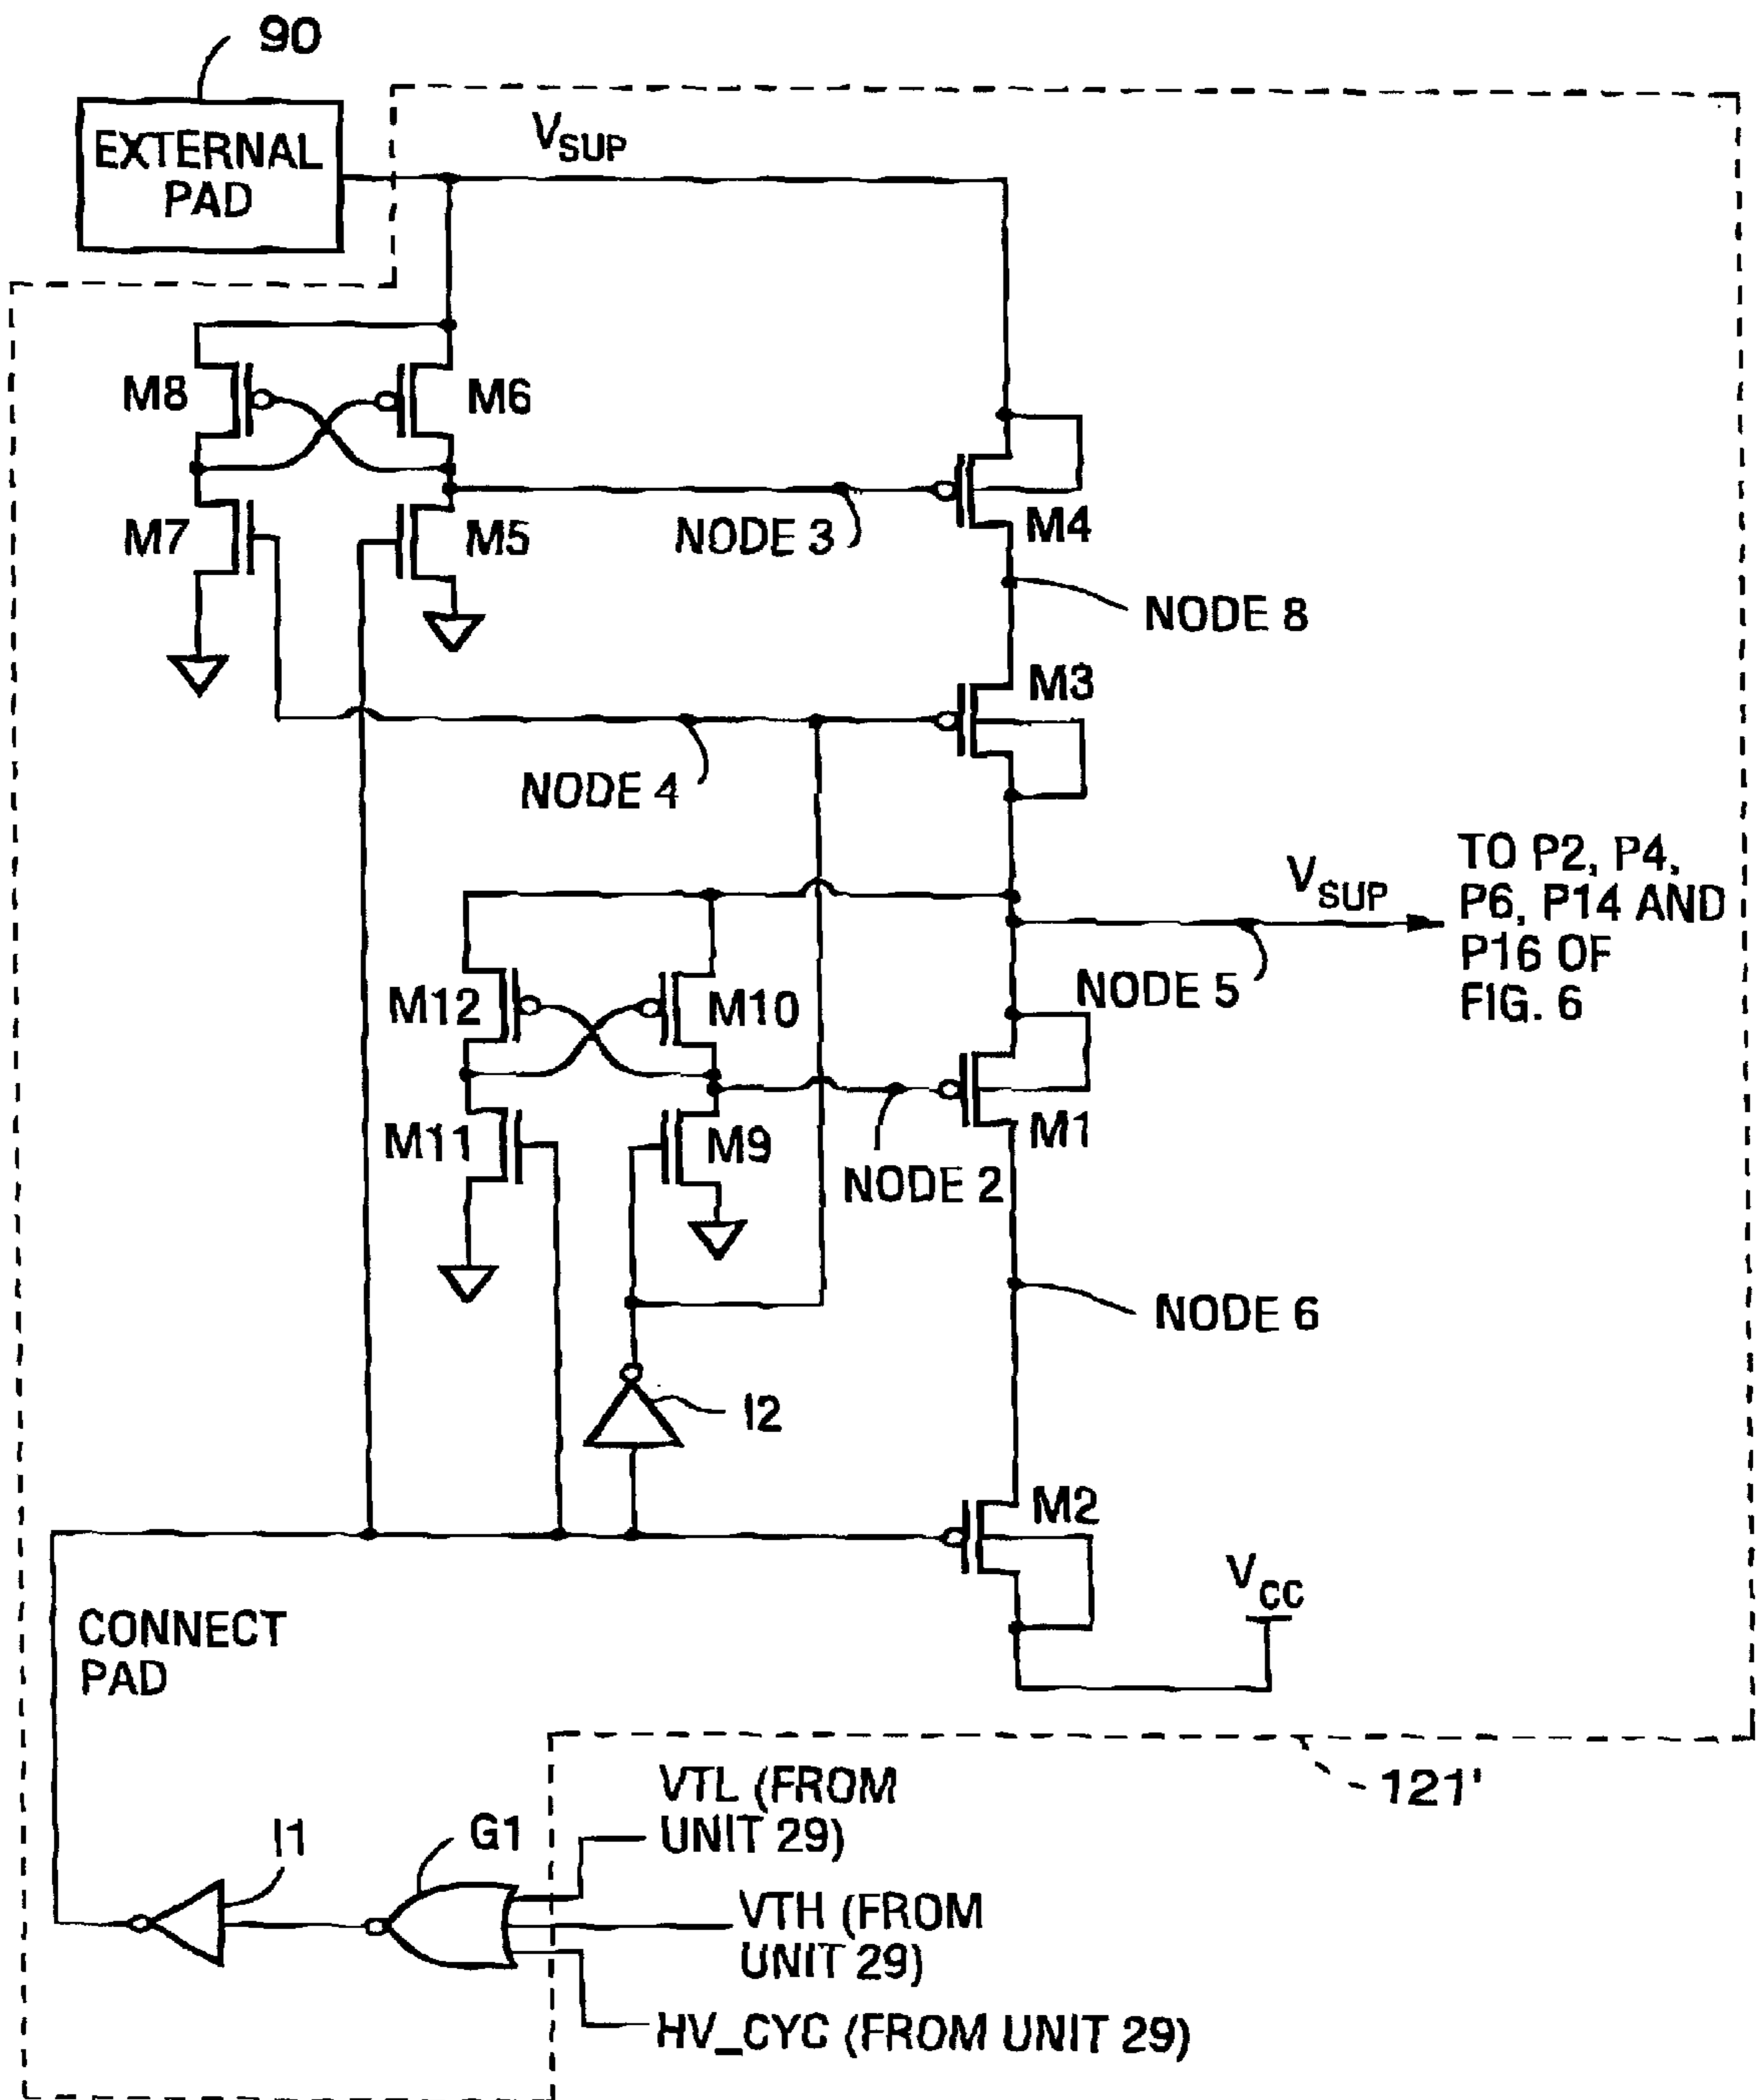 90
EXTERNAL
PAD
VSUP
M8
M6
M7
M5
NODE 3
M4
NODE 8
M3
NODE 4
VSUP
TO P2, P4,
P6, P14 AND
P16 OF
FIG. 6
NODE 5
M12
M10
M11
M9
M1
NODE 2
NODE 6
I2
M2
VCC
CONNECT
PAD
121'
VTL (FROM
UNIT 29)
I1
G1
VTH (FROM
UNIT 29)
HV_CYC (FROM UNIT 29)